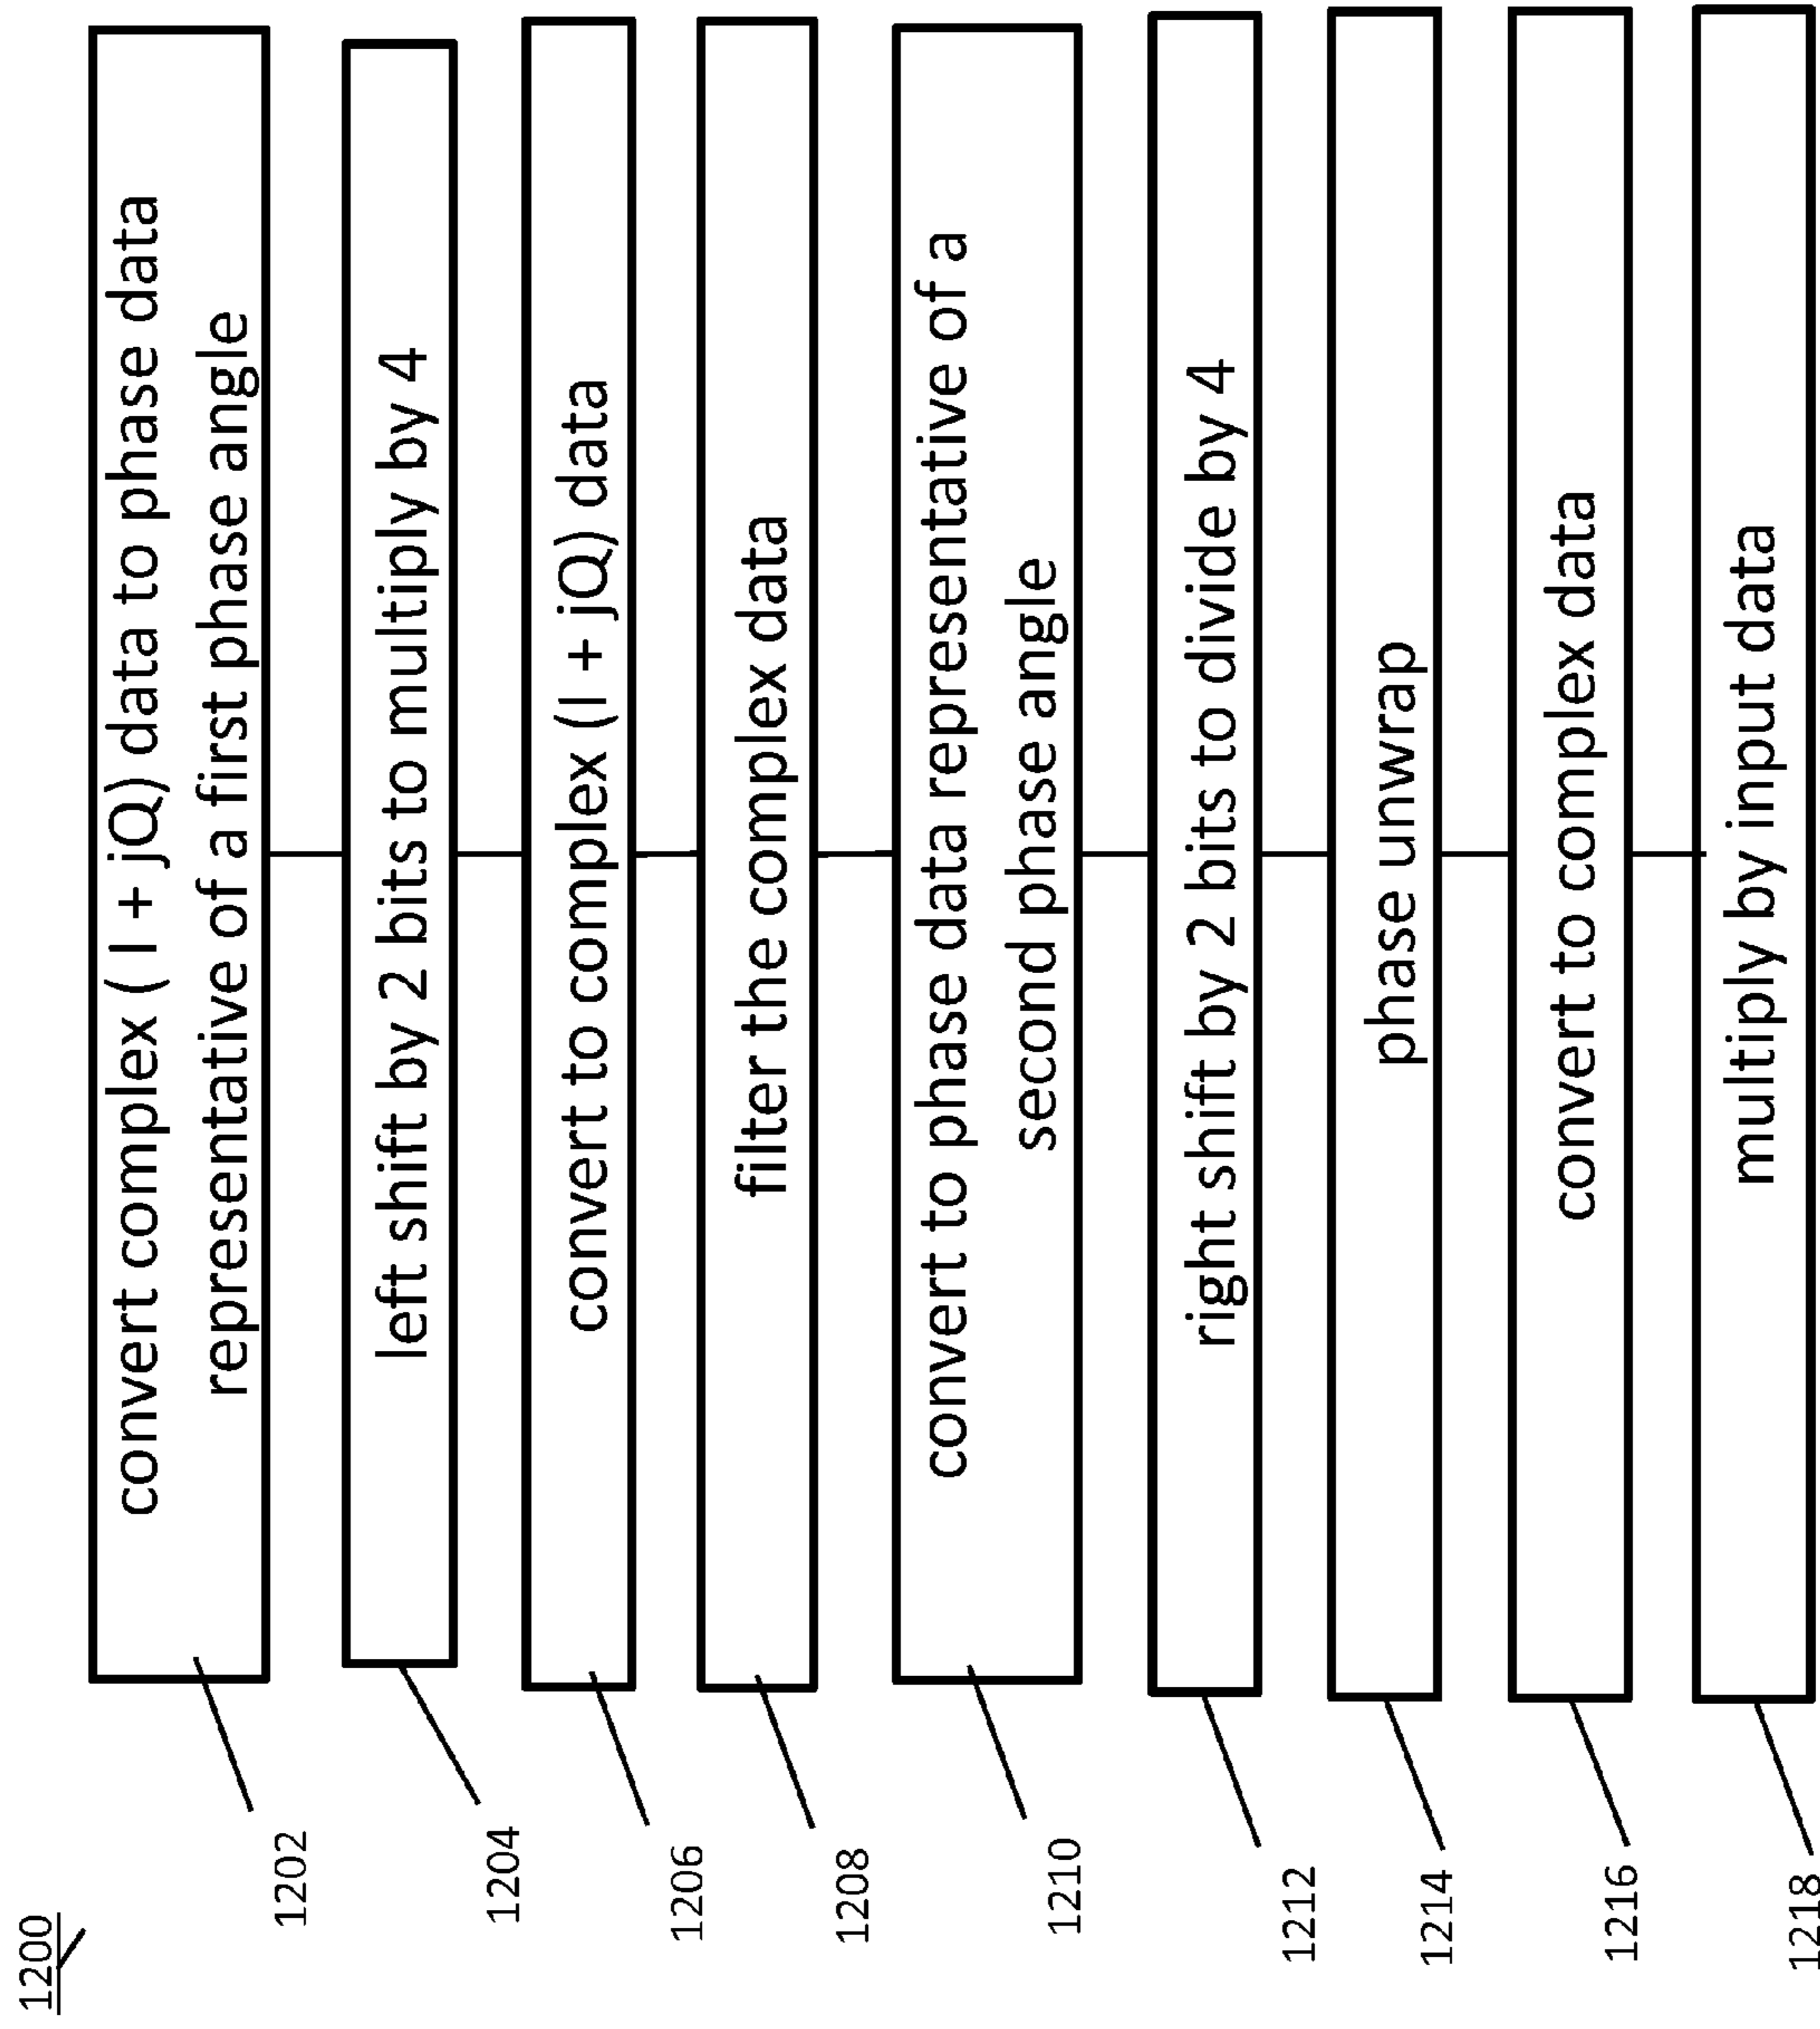 1200
convert complex ( I + jQ) data to phase data
representative of a first phase angle
1202
left shift by 2 bits to multiply by 4
1204
convert to complex (I + jQ) data
1206
filter the complex data
1208
convert to phase data representative of a
second phase angle
1210
right shift by 2 bits to divide by 4
1212
phase unwrap
1214
convert to complex data
1216
multiply by input data
1218